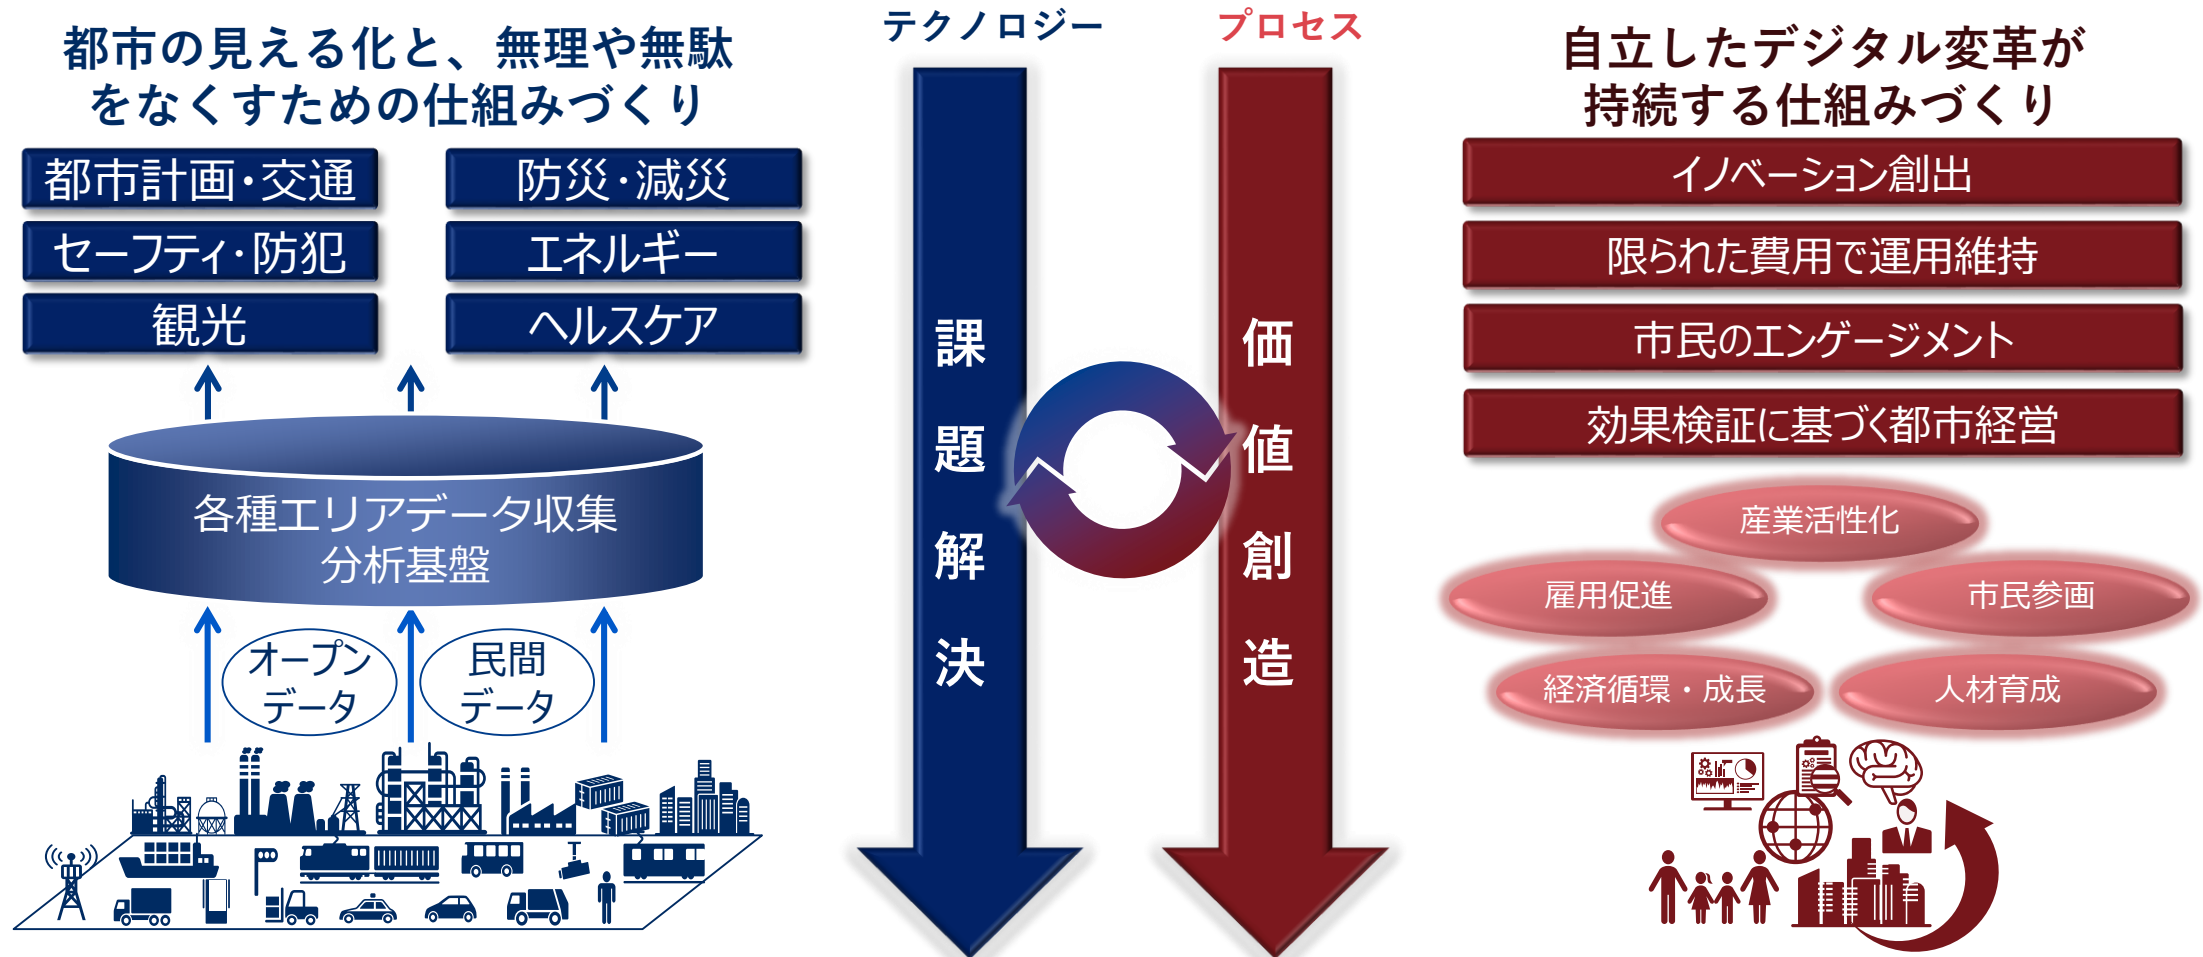 都市の見える化と、無理や無駄
をなくすための仕組みづくり
都市計画・交通
防災・減災
セーフティ・防犯
エネルギー
観光
ヘルスケア
各種エリアデータ収集
分析基盤
オープン
データ
民間
データ
テクノロジー
課題解決
プロセス
価値創造
自立したデジタル変革が
持続する仕組みづくり
イノベーション創出
限られた費用で運用維持
市民のエンゲージメント
効果検証に基づく都市経営
産業活性化
雇用促進
市民参画
経済循環・成長
人材育成